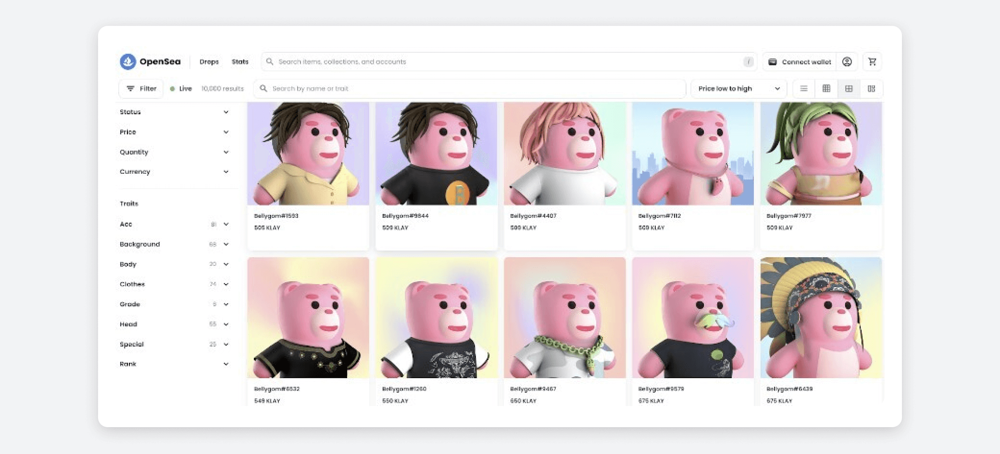 OpenSea
Drops
Stats
Search items, collections, and accounts
/
Connect wallet
Filter
Live
10,000 results
Search by name or trait
Price low to high
Status
Price
Quantity
Currency
Traits
Acc 81
Background 68
Body 20
Clothes 74
Grade 6
Head 55
Special 25
Rank
Bellygom#1593
505 KLAY
Bellygom#9844
509 KLAY
Bellygom#4407
509 KLAY
Bellygom#7112
509 KLAY
Bellygom#7977
509 KLAY
Bellygom#6532
549 KLAY
Bellygom#1260
550 KLAY
Bellygom#9467
650 KLAY
Bellygom#9579
675 KLAY
Bellygom#6439
675 KLAY